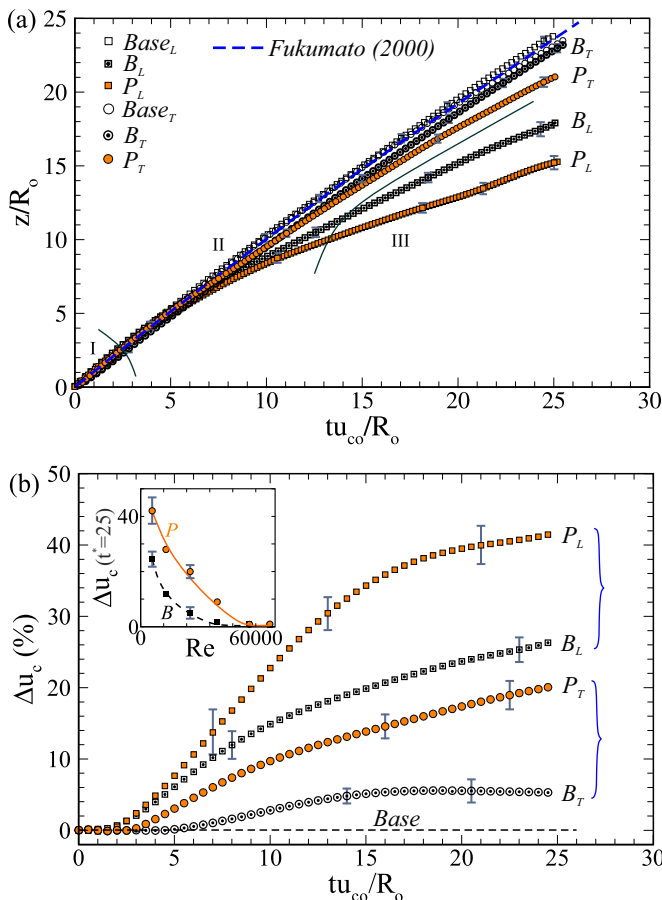 (a)
Base_L
B_L
P_L
Base_T
B_T
P_T
Fukumato (2000)
B_T
P_T
B_L
P_L
I
II
III
25
20
15
10
5
0
z/R_o
0 5 10 15 20 25 30
tu_co/R_o
(b)
50
40
30
20
10
0
Δu_c (%)
40
0
Δu_c (t*=25)
P
B
0 60000
Re
P_L
B_L
P_T
B_T
Base
0 5 10 15 20 25 30
tu_co/R_o